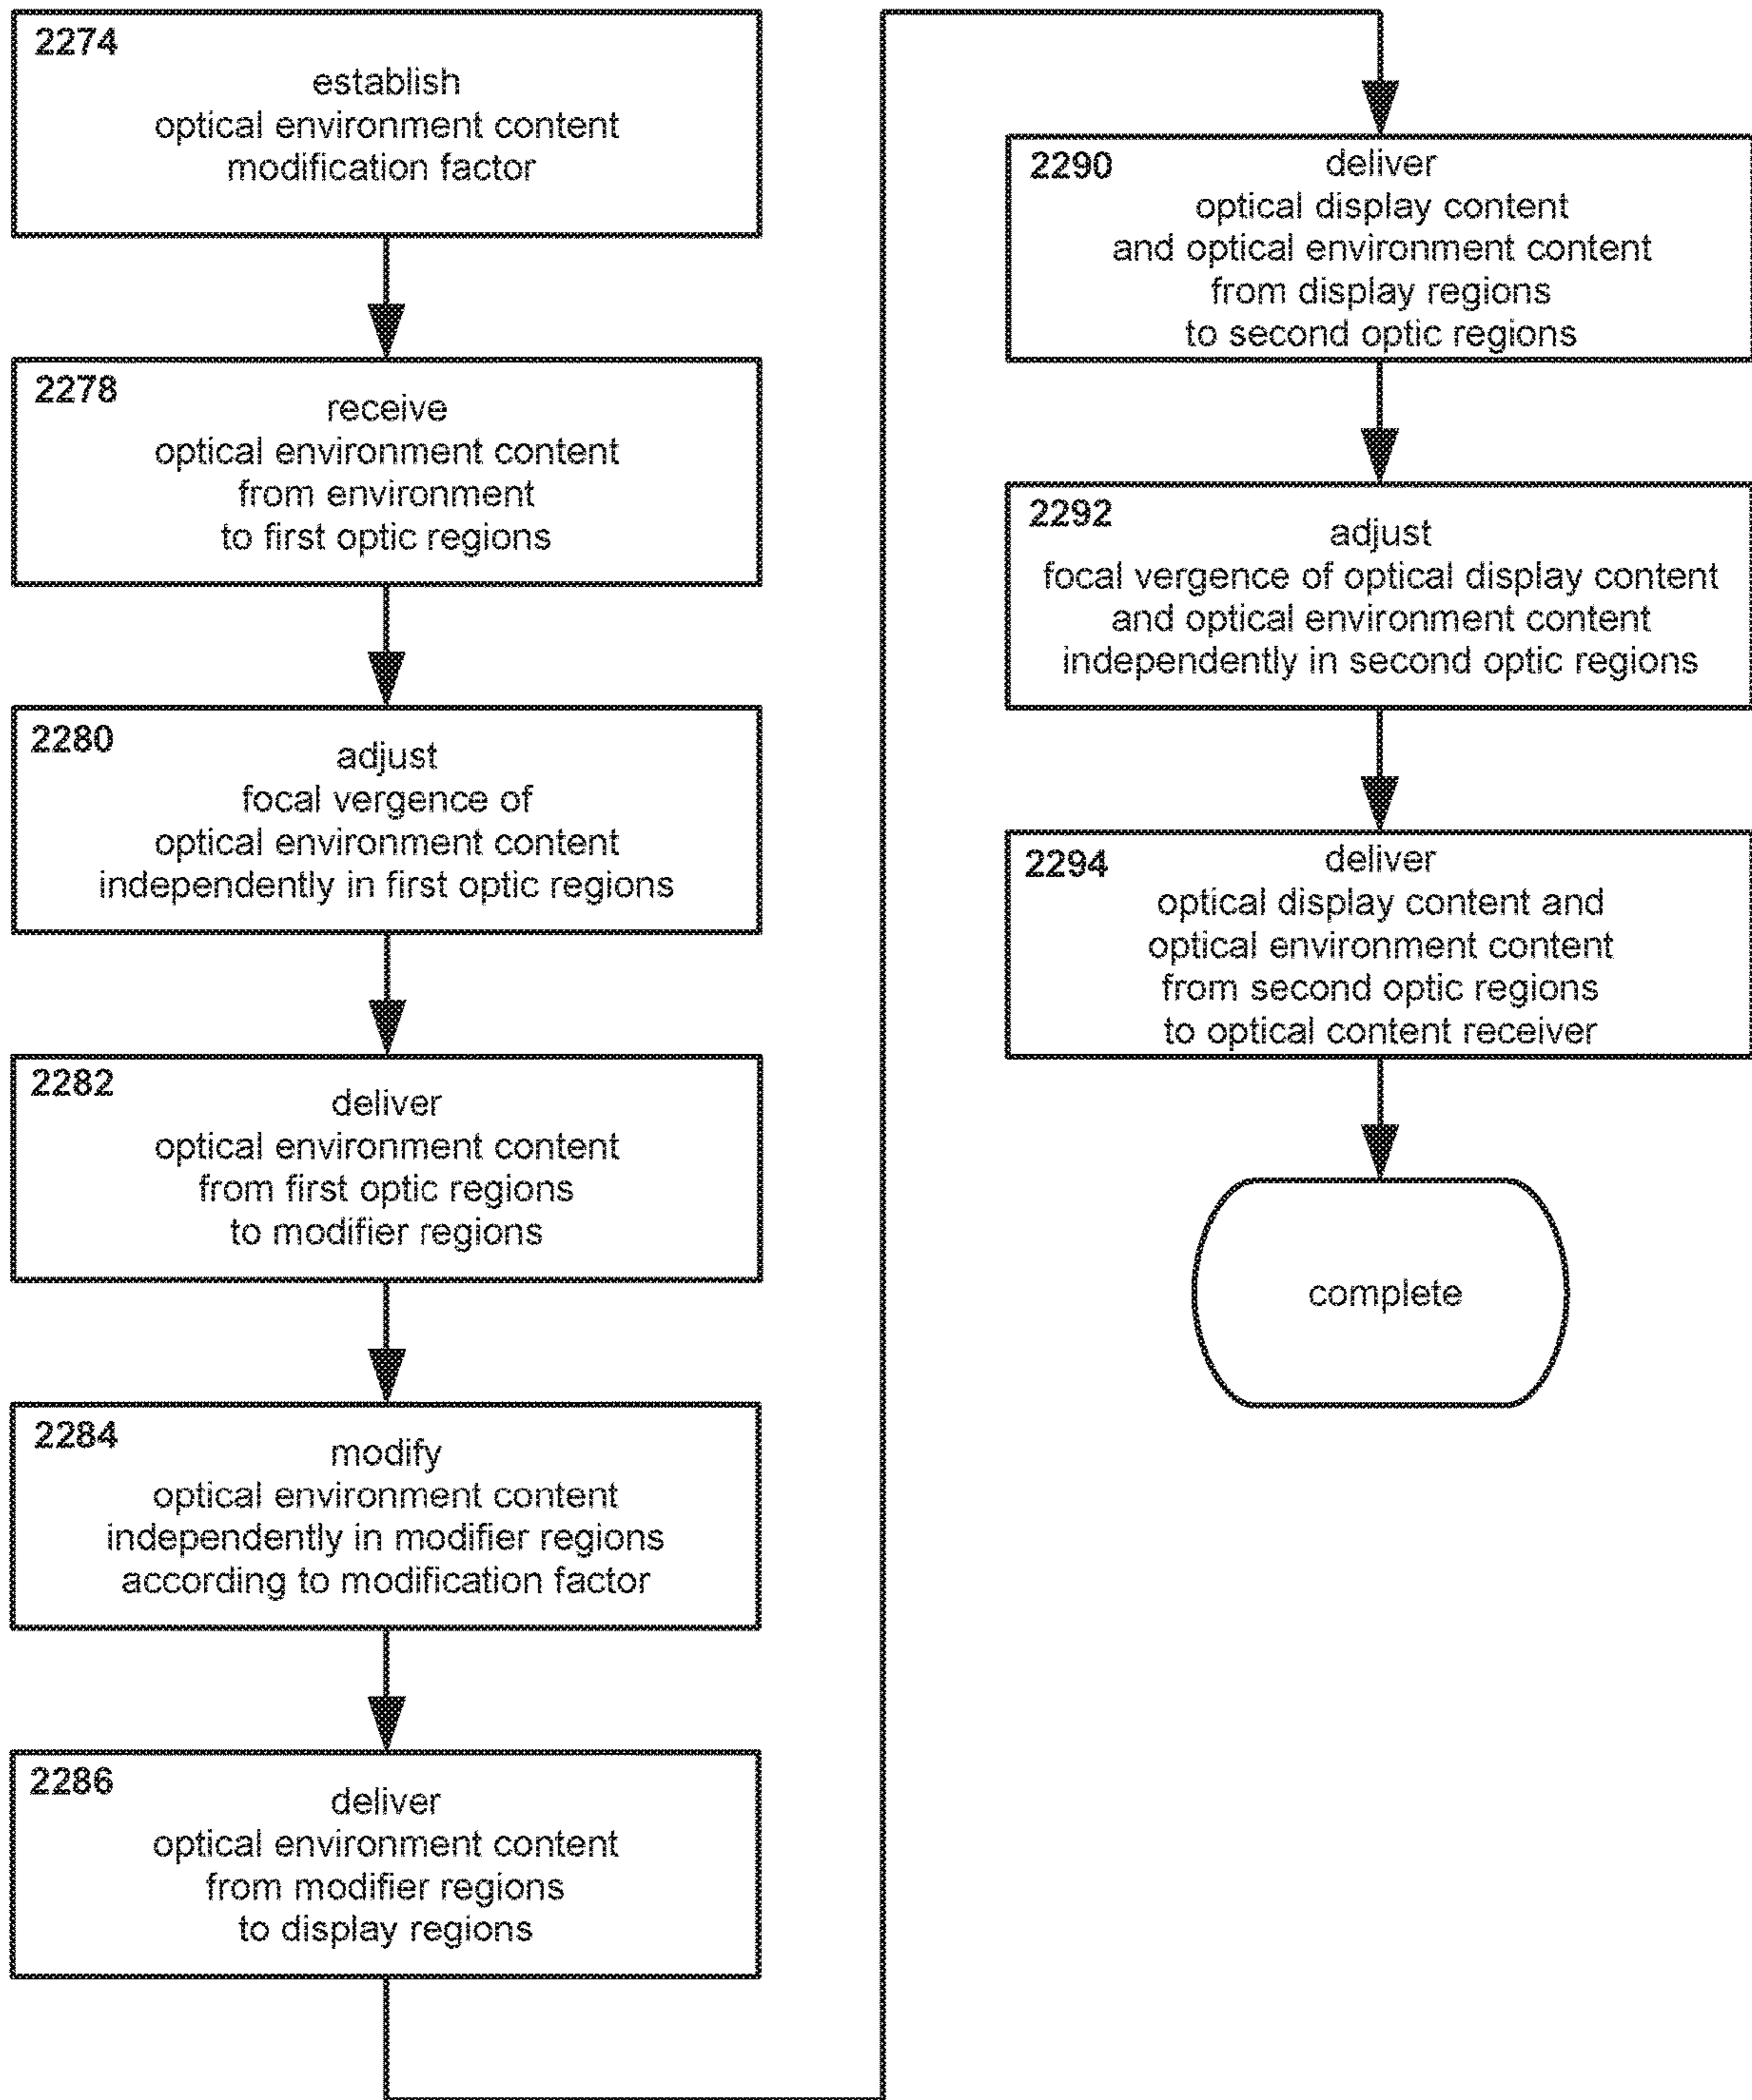 2274
establish
optical environment content
modification factor
2278
receive
optical environment content
from environment
to first optic regions
2280
adjust
focal vergence of
optical environment content
independently in first optic regions
2282
deliver
optical environment content
from first optic regions
to modifier regions
2284
modify
optical environment content
independently in modifier regions
according to modification factor
2286
deliver
optical environment content
from modifier regions
to display regions
2290
deliver
optical display content
and optical environment content
from display regions
to second optic regions
2292
adjust
focal vergence of optical display content
and optical environment content
independently in second optic regions
2294
deliver
optical display content and
optical environment content
from second optic regions
to optical content receiver
complete